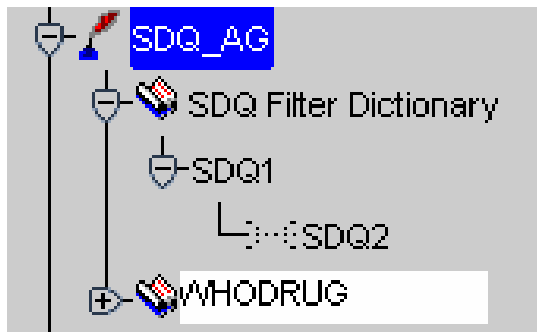 SDQ_AG
SDQ Filter Dictionary
SDQ1
SDQ2
WHODRUG